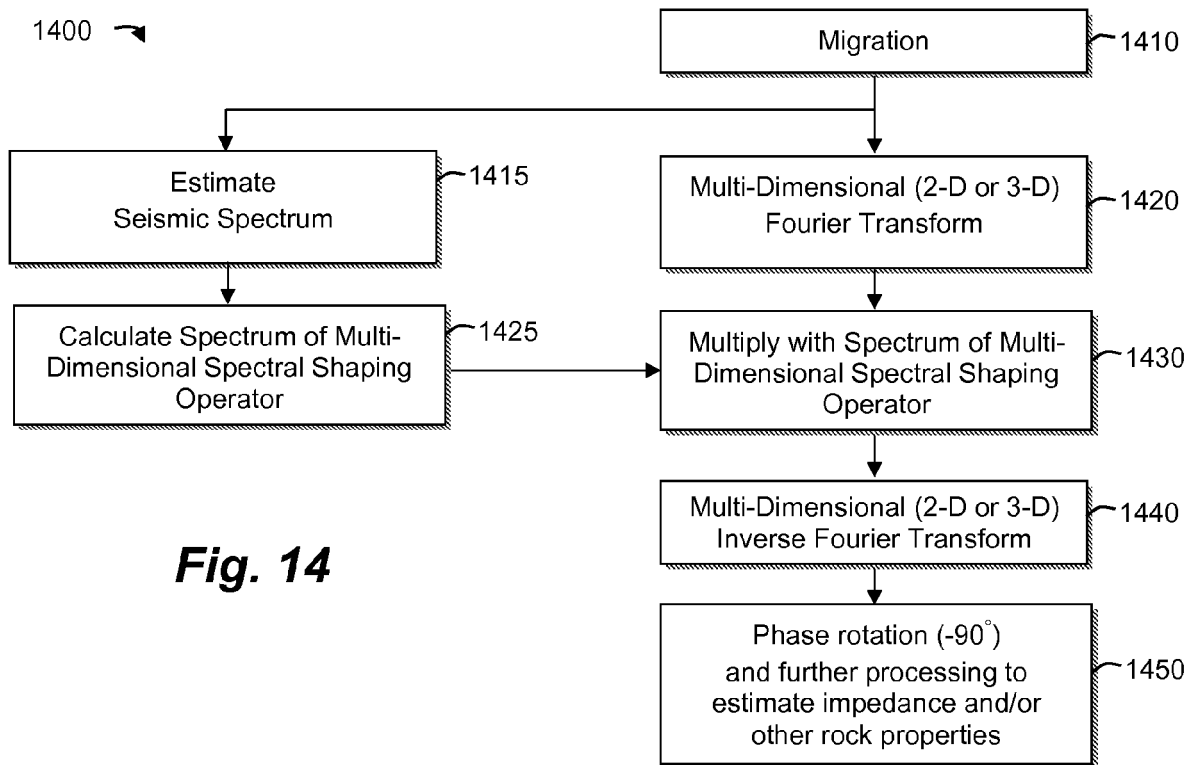 1400
Migration
1410
Estimate
Seismic Spectrum
1415
Multi-Dimensional (2-D or 3-D)
Fourier Transform
1420
Calculate Spectrum of Multi-
Dimensional Spectral Shaping
Operator
1425
Multiply with Spectrum of Multi-
Dimensional Spectral Shaping
Operator
1430
Multi-Dimensional (2-D or 3-D)
Inverse Fourier Transform
1440
Fig. 14
Phase rotation (-90°)
and further processing to
estimate impedance and/or
other rock properties
1450